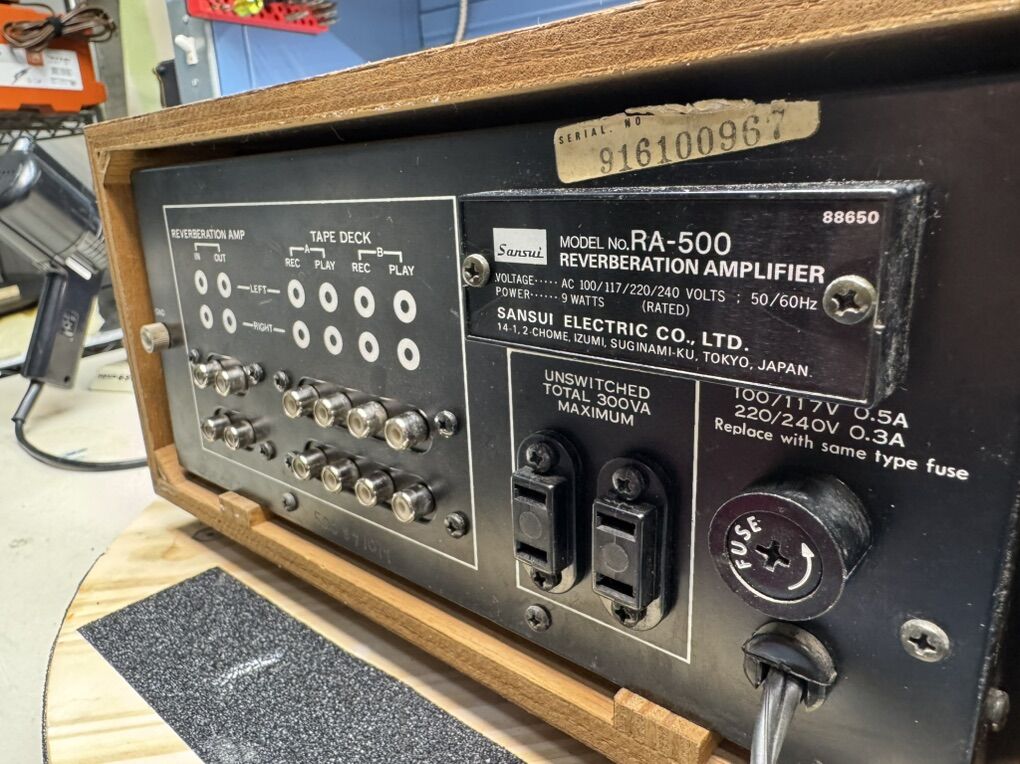 SERIAL. NO
916100967
88650
Sansui
MODEL No. RA-500
REVERBERATION AMPLIFIER
VOLTAGE····· AC 100/117/220/240 VOLTS : 50/60Hz
POWER······ 9 WATTS (RATED)
SANSUI ELECTRIC CO., LTD.
14-1, 2-CHOME, IZUMI, SUGINAMI-KU, TOKYO, JAPAN.
REVERBERATION AMP
IN OUT
TAPE DECK
A B
REC PLAY REC PLAY
LEFT
RIGHT
GND
UNSWITCHED
TOTAL 300VA
MAXIMUM
100/117V 0.5A
220/240V 0.3A
Replace with same type fuse
FUSE